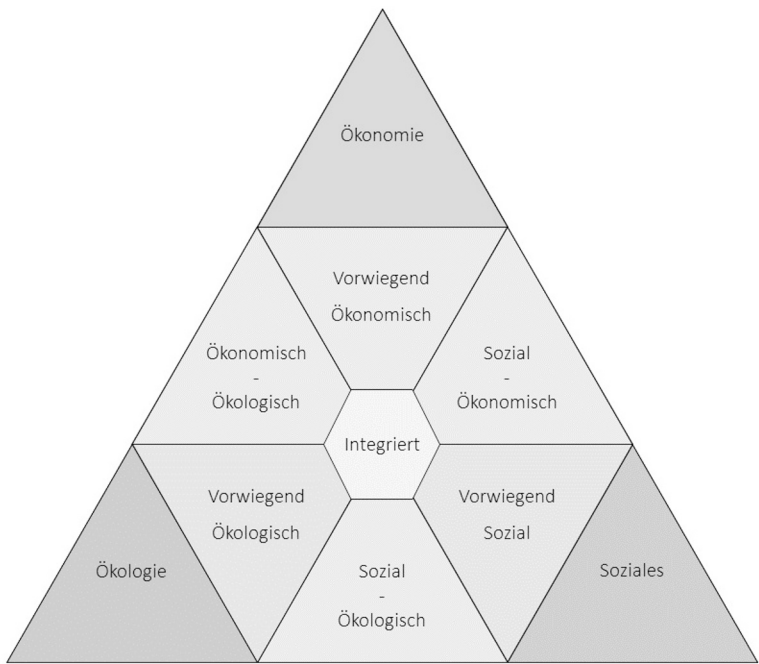 Ökonomie
Vorwiegend
Ökonomisch
Ökonomisch
-
Ökologisch
Sozial
-
Ökonomisch
Integriert
Vorwiegend
Ökologisch
Vorwiegend
Sozial
Ökologie
Sozial
-
Ökologisch
Soziales